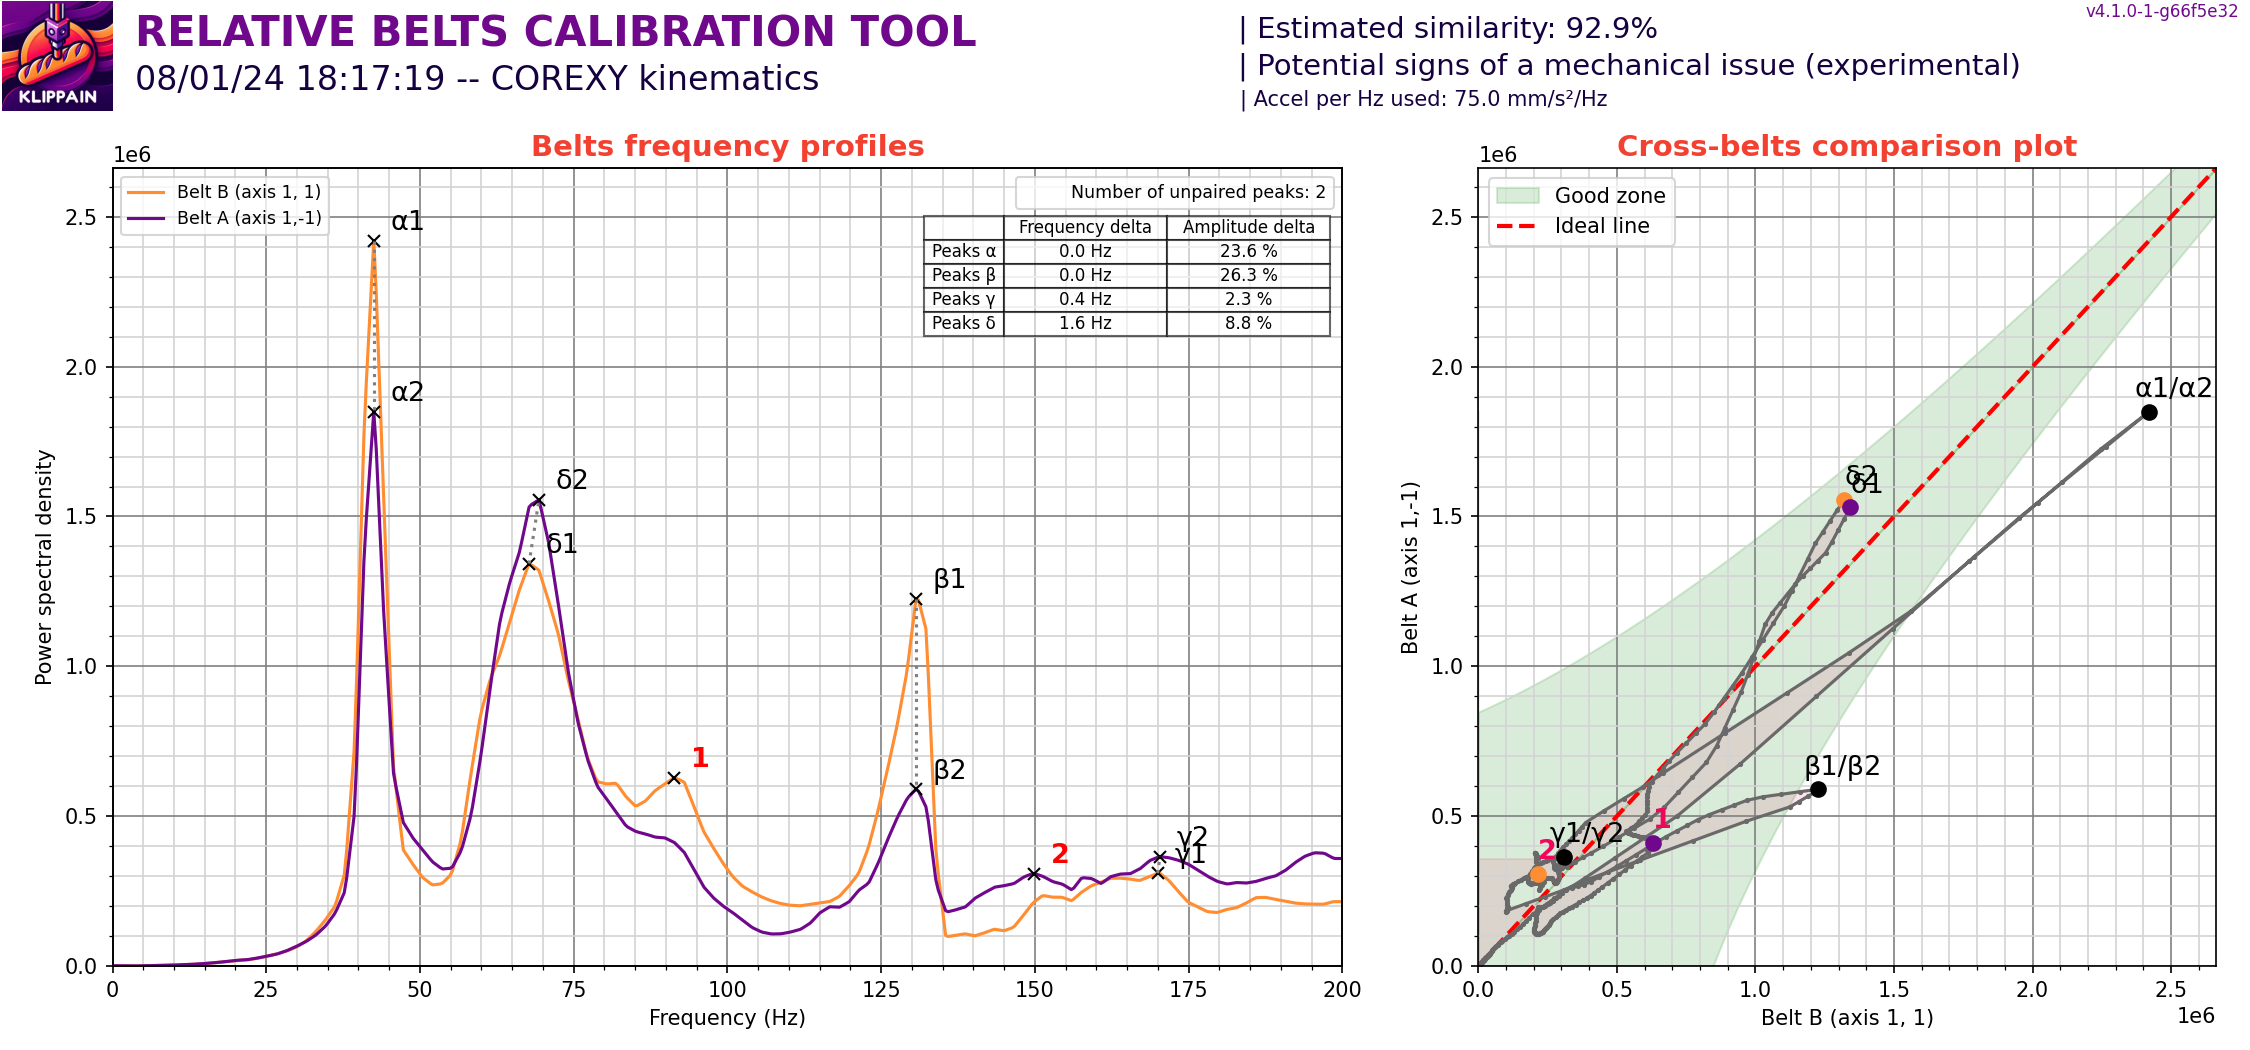 KLIPPAIN
RELATIVE BELTS CALIBRATION TOOL
08/01/24 18:17:19 -- COREXY kinematics
| Estimated similarity: 92.9%
| Potential signs of a mechanical issue (experimental)
| Accel per Hz used: 75.0 mm/s²/Hz
v4.1.0-1-g66f5e32
Belts frequency profiles
1e6
Belt B (axis 1, 1)
Belt A (axis 1,-1)
Number of unpaired peaks: 2
Frequency delta Amplitude delta
Peaks α 0.0 Hz 23.6 %
Peaks β 0.0 Hz 26.3 %
Peaks γ 0.4 Hz 2.3 %
Peaks δ 1.6 Hz 8.8 %
α1
α2
δ2
δ1
β1
β2
1
2
γ2
γ1
2.5
2.0
1.5
1.0
0.5
0.0
Power spectral density
0 25 50 75 100 125 150 175 200
Frequency (Hz)
Cross-belts comparison plot
1e6
Good zone
Ideal line
α1/α2
δ2
δ1
β1/β2
1
γ1/γ2
2
2.5
2.0
1.5
1.0
0.5
0.0
Belt A (axis 1,-1)
0.0 0.5 1.0 1.5 2.0 2.5
Belt B (axis 1, 1)
1e6